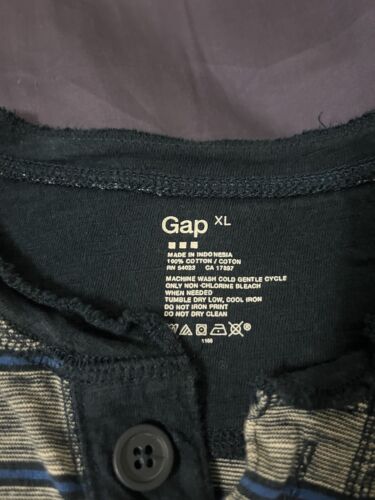 Gap XL
MADE IN INDONESIA
100% COTTON / COTON
RN 54023 CA 17897
MACHINE WASH COLD GENTLE CYCLE
ONLY NON-CHLORINE BLEACH
WHEN NEEDED
TUMBLE DRY LOW, COOL IRON
DO NOT IRON PRINT
DO NOT DRY CLEAN
1166